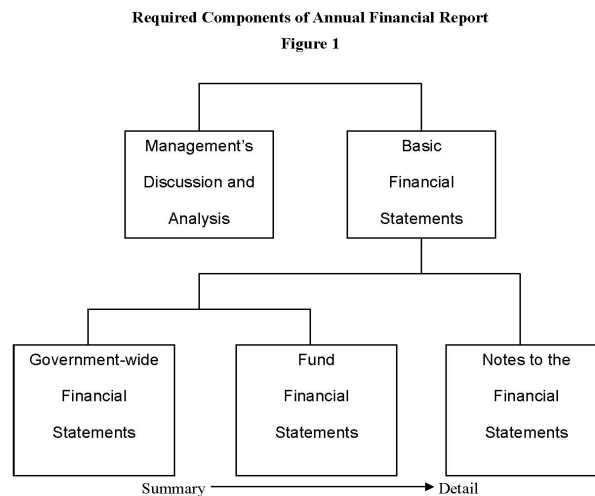 Required Components of Annual Financial Report
Figure 1
Management’s
Discussion and
Analysis
Basic
Financial
Statements
Government-wide
Financial
Statements
Fund
Financial
Statements
Notes to the
Financial
Statements
Summary
Detail